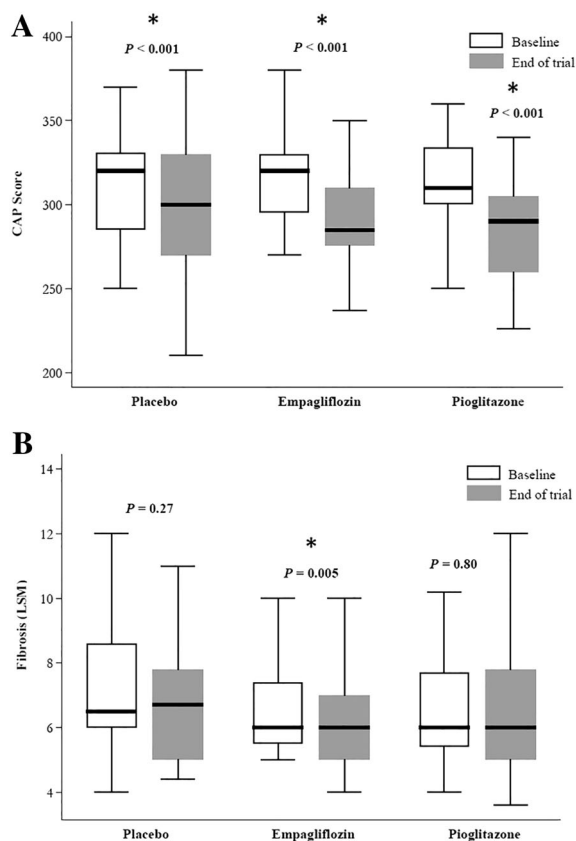 A
*
*
P < 0.001
P < 0.001
Baseline
End of trial
*
P < 0.001
400
350
300
250
200
CAP Score
Placebo Empagliflozin Pioglitazone
B
Baseline
End of trial
P = 0.27
*
P = 0.005
P = 0.80
14
12
10
8
6
4
Fibrosis (LSM)
Placebo Empagliflozin Pioglitazone